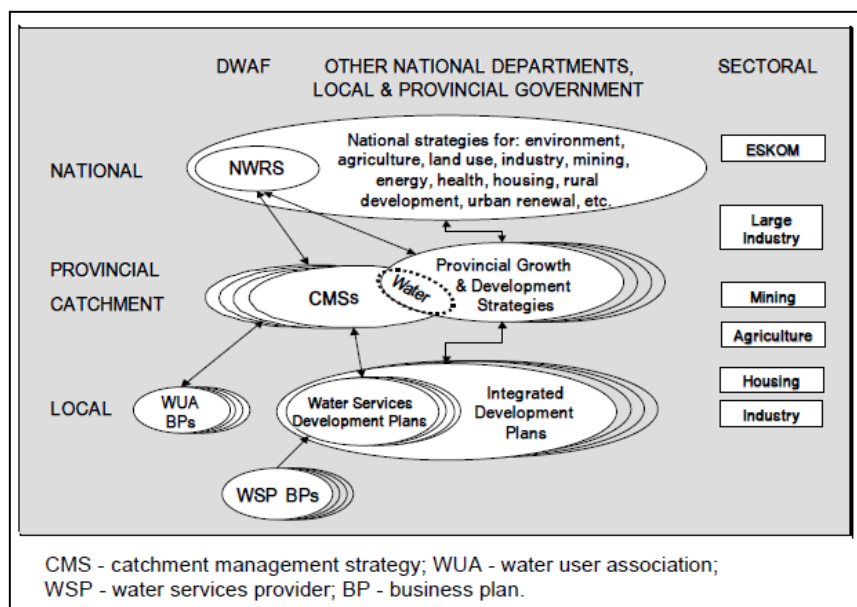 DWAF
OTHER NATIONAL DEPARTMENTS,
LOCAL & PROVINCIAL GOVERNMENT
SECTORAL
NATIONAL
NWRS
National strategies for: environment,
agriculture, land use, industry, mining,
energy, health, housing, rural
development, urban renewal, etc.
ESKOM
Large
Industry
PROVINCIAL
CATCHMENT
CMSs
Water
Provincial Growth
& Development
Strategies
Mining
Agriculture
LOCAL
WUA
BPs
Water Services
Development Plans
Integrated
Development
Plans
Housing
Industry
WSP BPs
CMS - catchment management strategy; WUA - water user association;
WSP - water services provider; BP - business plan.